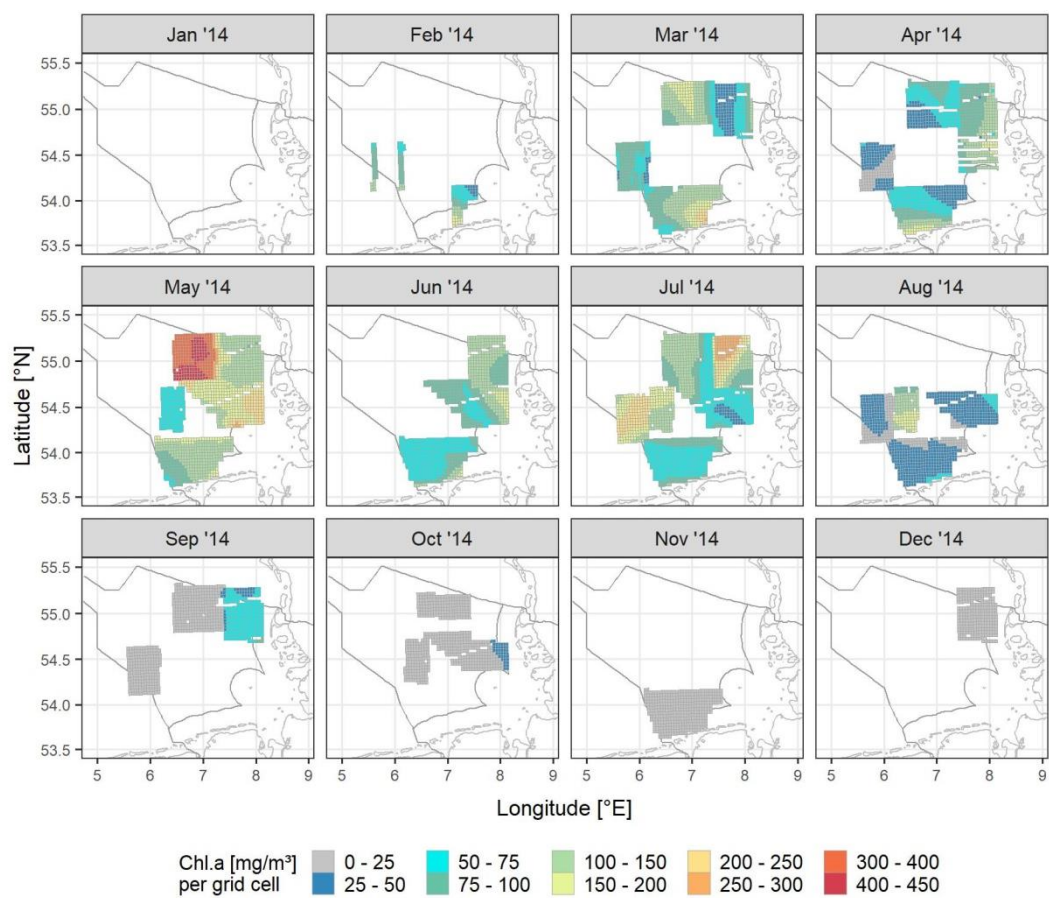 Jan '14 Feb '14 Mar '14 Apr '14
55.5
55.0
54.5
54.0
53.5
May '14 Jun '14 Jul '14 Aug '14
55.5
55.0
54.5
54.0
53.5
Latitude [°N]
Sep '14 Oct '14 Nov '14 Dec '14
55.5
55.0
54.5
54.0
53.5
5 6 7 8 9 5 6 7 8 9 5 6 7 8 9 5 6 7 8 9
Longitude [°E]
Chl.a [mg/m³] 0 - 25 50 - 75 100 - 150 200 - 250 300 - 400
per grid cell 25 - 50 75 - 100 150 - 200 250 - 300 400 - 450